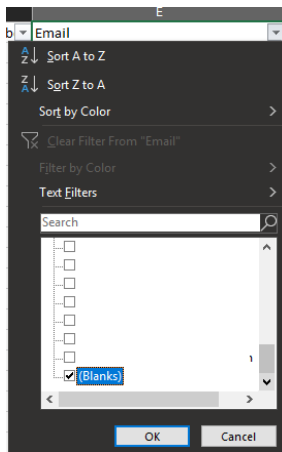 E
b Email
Sort A to Z
Sort Z to A
Sort by Color
Clear Filter From "Email"
Filter by Color
Text Filters
Search
(Blanks)
OK Cancel